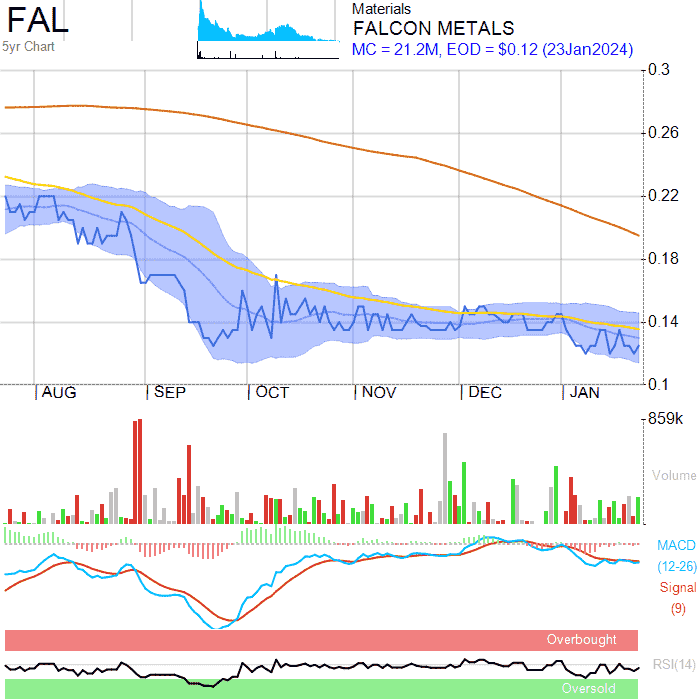 FAL
5yr Chart
Materials
FALCON METALS
MC = 21.2M, EOD = $0.12 (23Jan2024)
0.3
0.26
0.22
0.18
0.14
0.1
AUG SEP OCT NOV DEC JAN
859k
Volume
MACD
(12-26)
Signal
(9)
Overbought
RSI(14)
Oversold